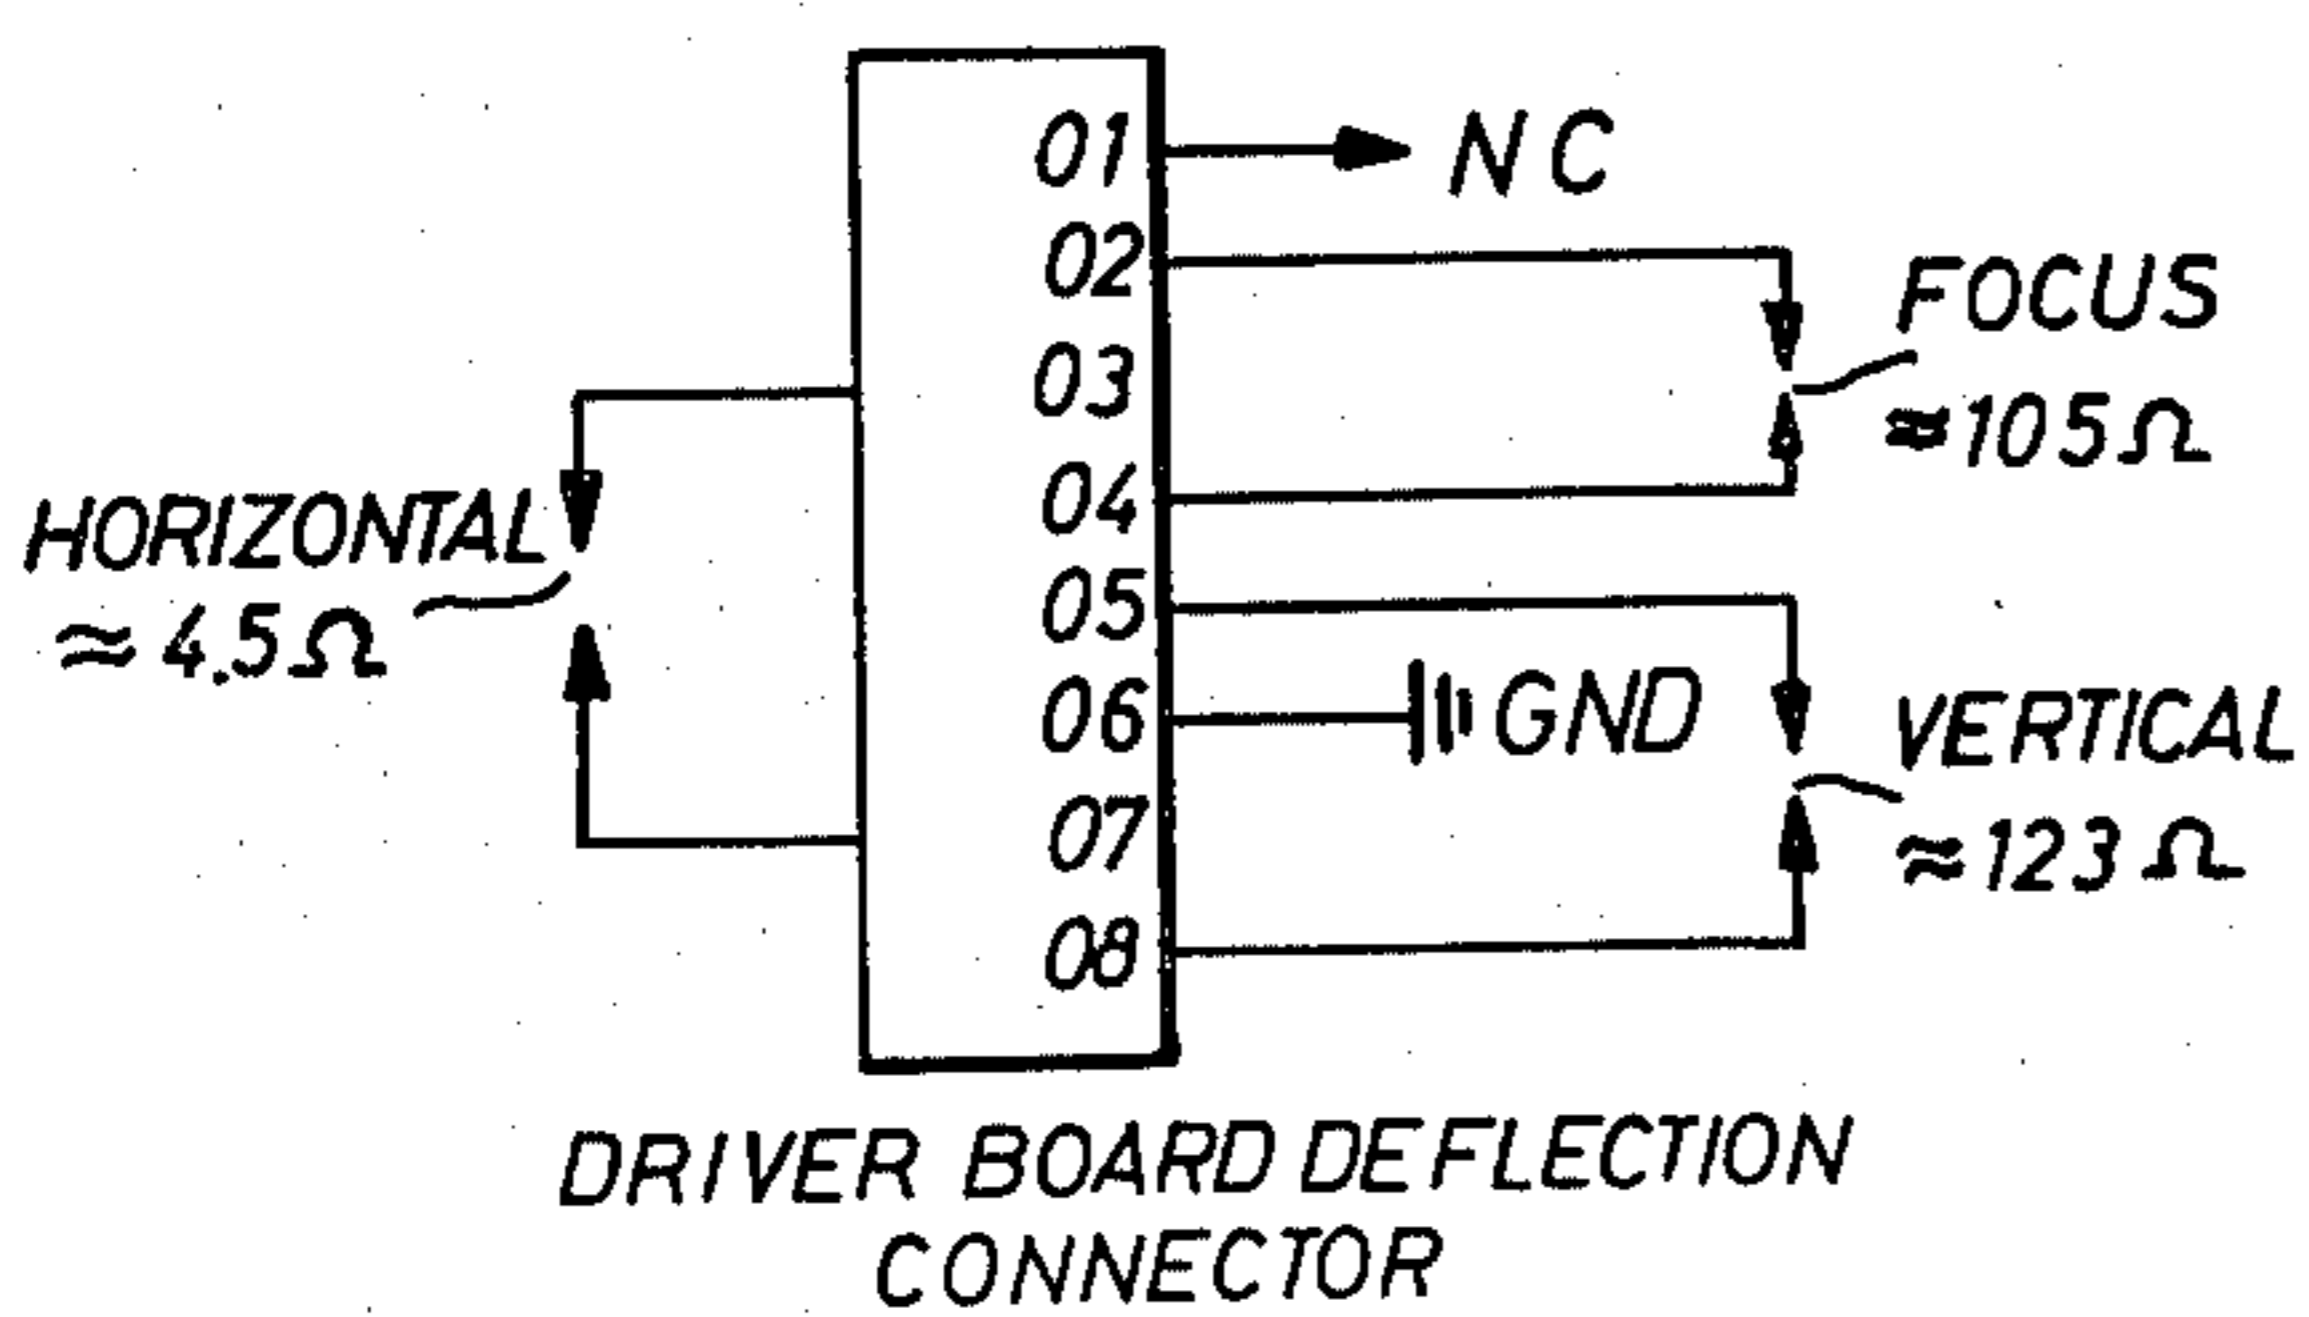 01
NC
02
FOCUS
≈105Ω
03
04
HORIZONTAL
≈4.5Ω
05
06
GND
VERTICAL
≈123Ω
07
08
DRIVER BOARD DEFLECTION
CONNECTOR